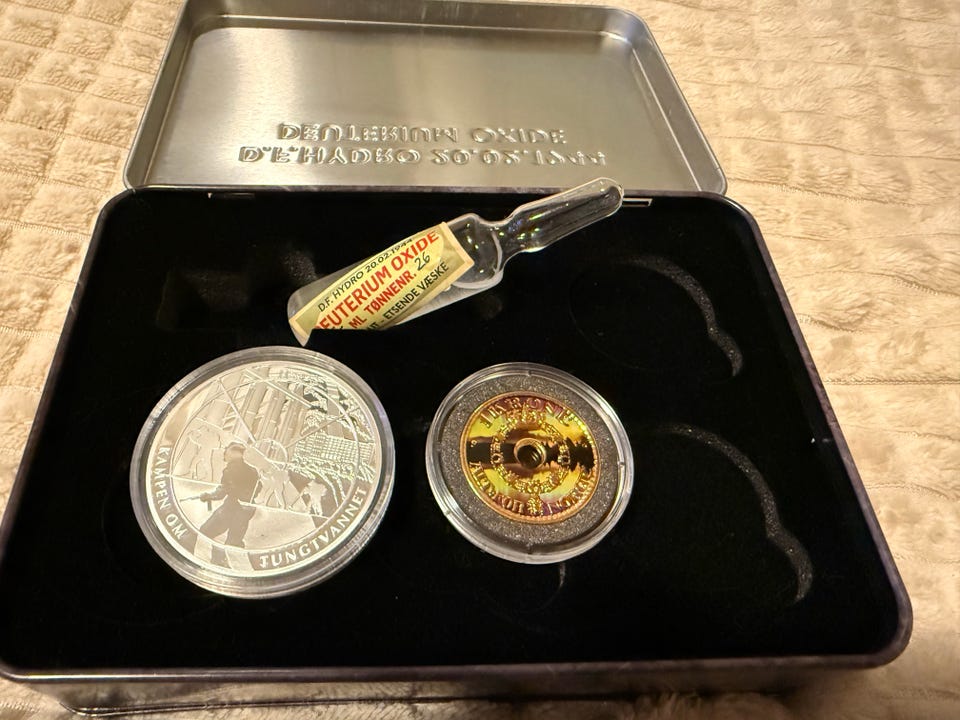 DEUTERIUM OXIDE
D.F. HYDRO 20.02.1944
D.F. HYDRO 20.02.1944
EUTERIUM OXIDE
ML TØNNENR. 26
ETSENDE VÆSKE
KAMPEN OM
TUNGTVANNET